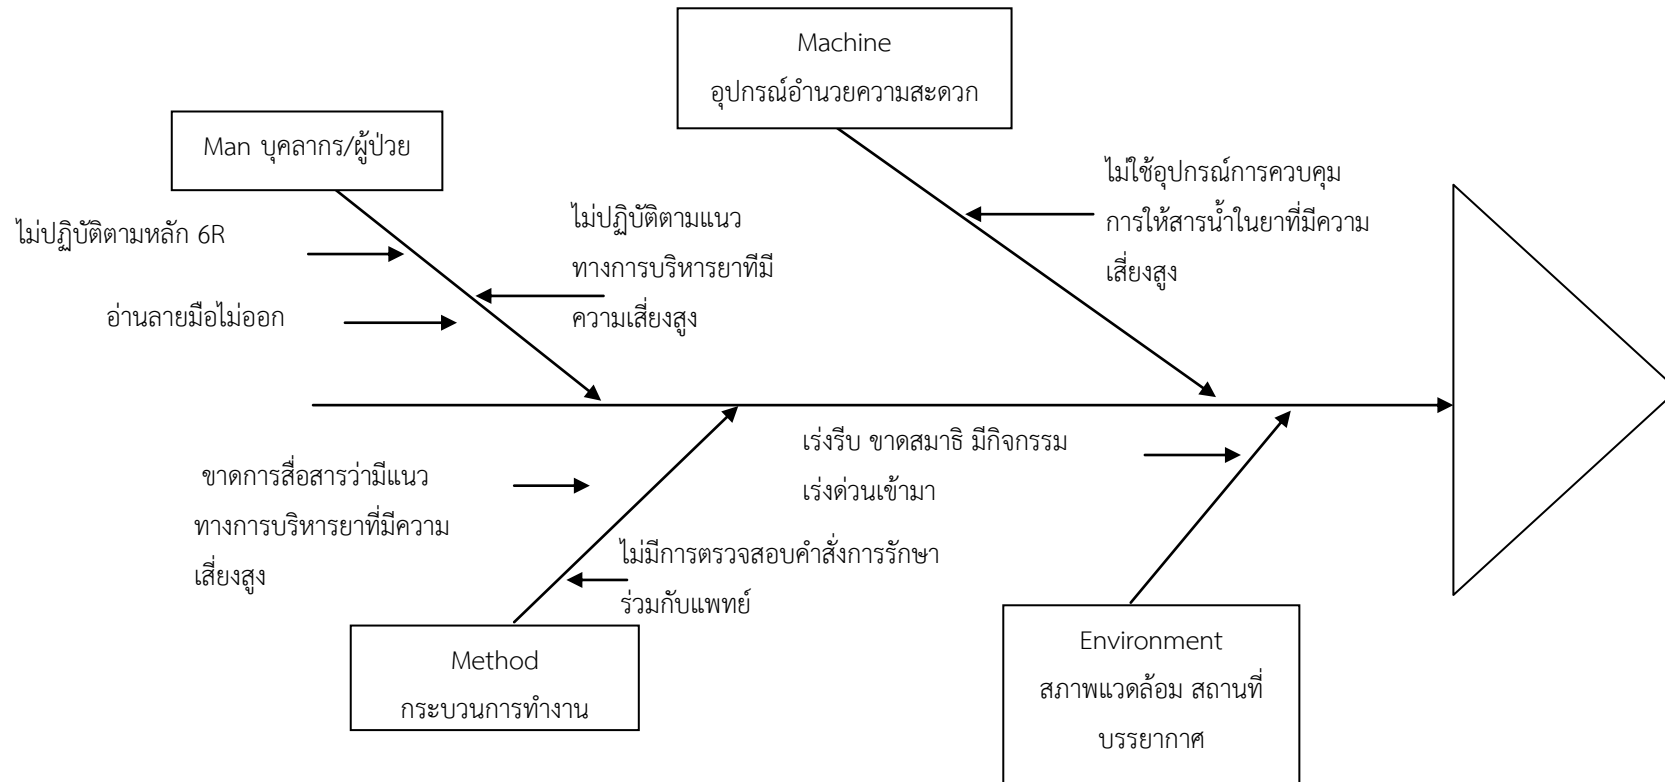 Machine
อุปกรณ์อำนวยความสะดวก
Man บุคลากร/ผู้ป่วย
ไม่ปฏิบัติตามหลัก 6R
อ่านลายมือไม่ออก
ไม่ปฏิบัติตามแนว
ทางการบริหารยาทีมี
ความเสี่ยงสูง
ไม่ใช้อุปกรณ์การควบคุม
การให้สารน้ำในยาที่มีความ
เสี่ยงสูง
ขาดการสื่อสารว่ามีแนว
ทางการบริหารยาที่มีความ
เสี่ยงสูง
ไม่มีการตรวจสอบคำสั่งการรักษา
ร่วมกับแพทย์
เร่งรีบ ขาดสมาธิ มีกิจกรรม
เร่งด่วนเข้ามา
Method
กระบวนการทำงาน
Environment
สภาพแวดล้อม สถานที่
บรรยากาศ